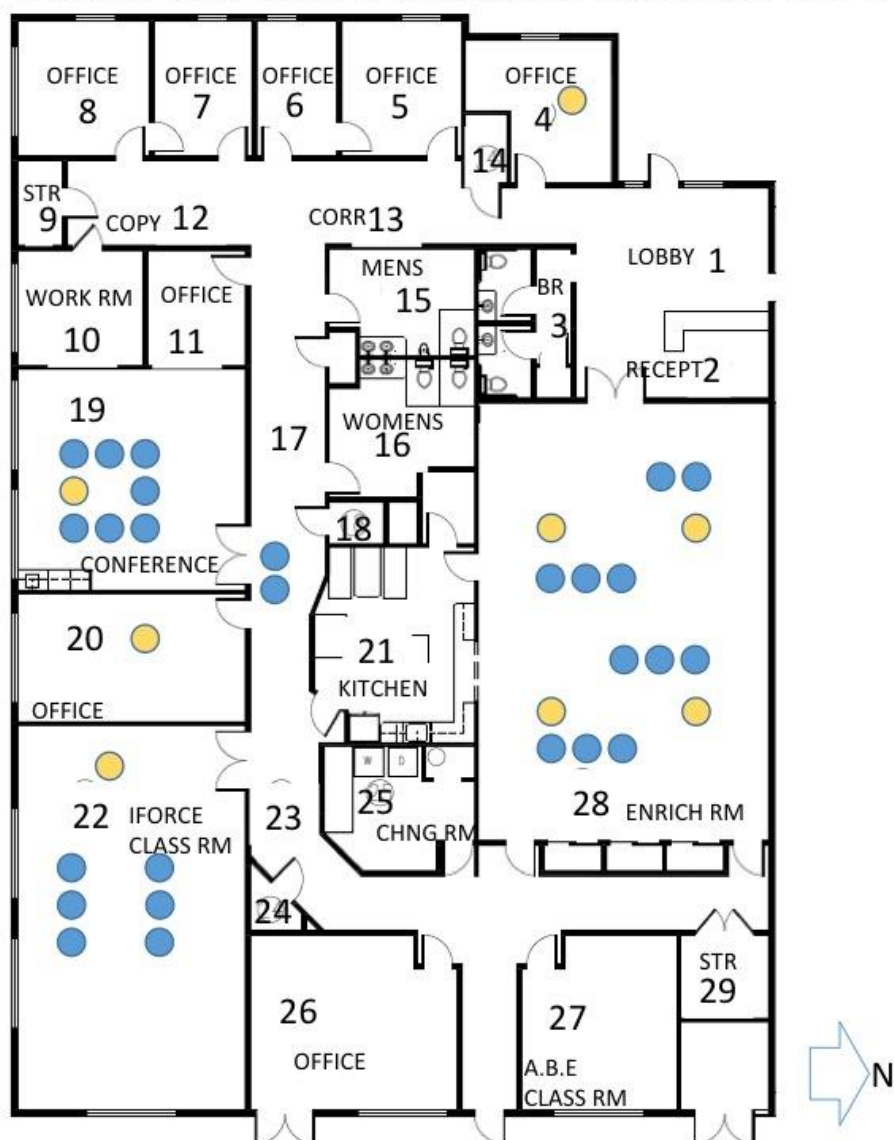 OFFICE
8
OFFICE
7
OFFICE
6
OFFICE
5
OFFICE
4
14
STR
9
COPY 12
CORR 13
LOBBY 1
MENS
15
BR
3
WORK RM
10
OFFICE
11
RECEPT 2
19
17
WOMENS
16
18
CONFERENCE
20
OFFICE
21
KITCHEN
22 IFORCE
CLASS RM
23
W D
25
CHNG RM
28 ENRICH RM
24
26
OFFICE
27
A.B.E
CLASS RM
STR
29
N